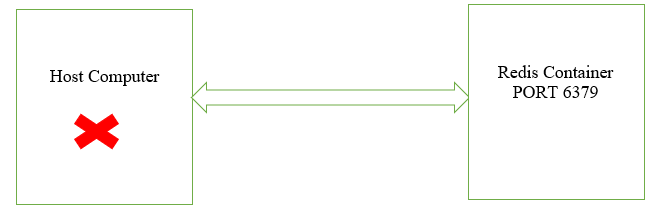 Host Computer
Redis Container
PORT 6379